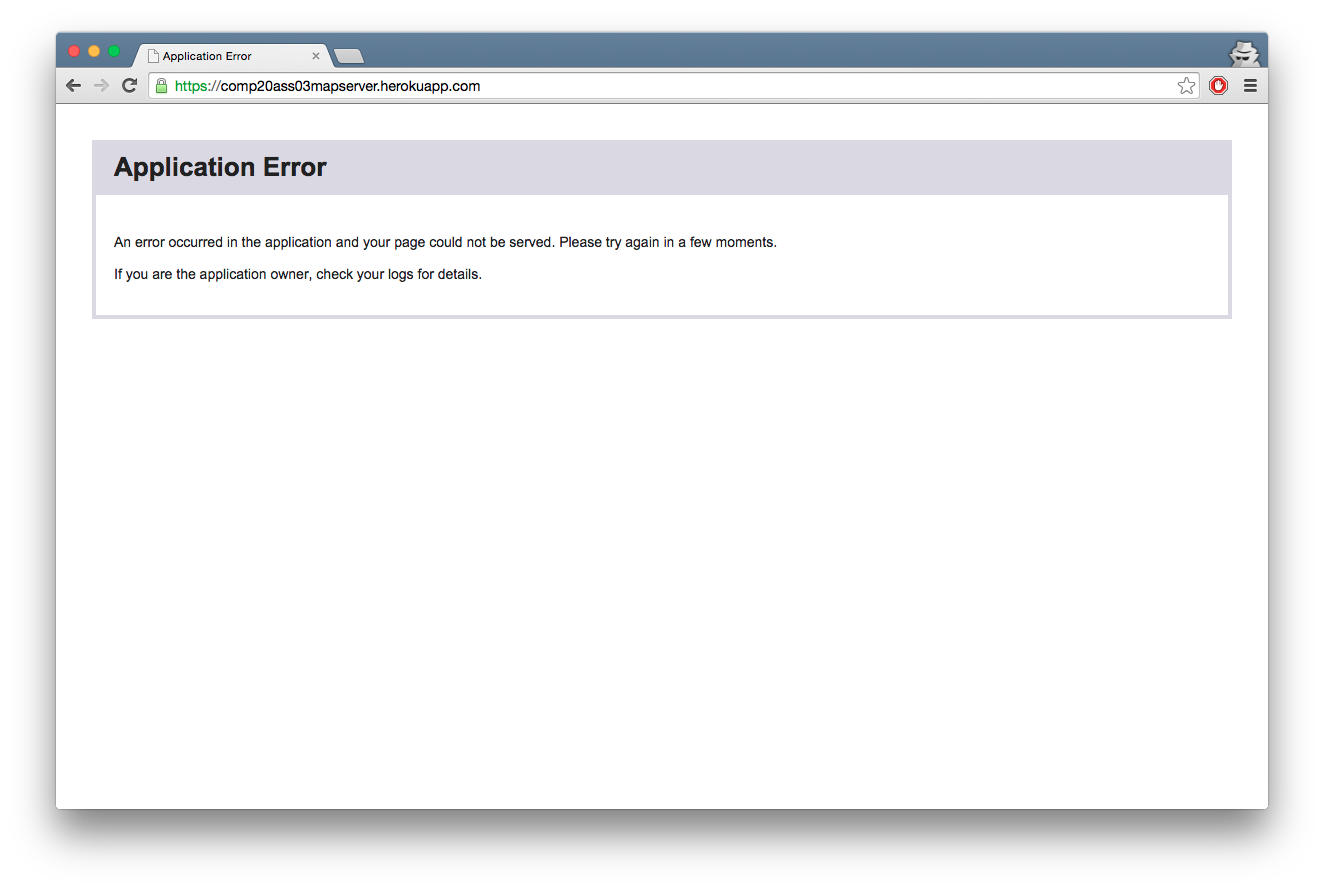 Application Error
https://comp20ass03mapserver.herokuapp.com
Application Error
An error occurred in the application and your page could not be served. Please try again in a few moments.
If you are the application owner, check your logs for details.